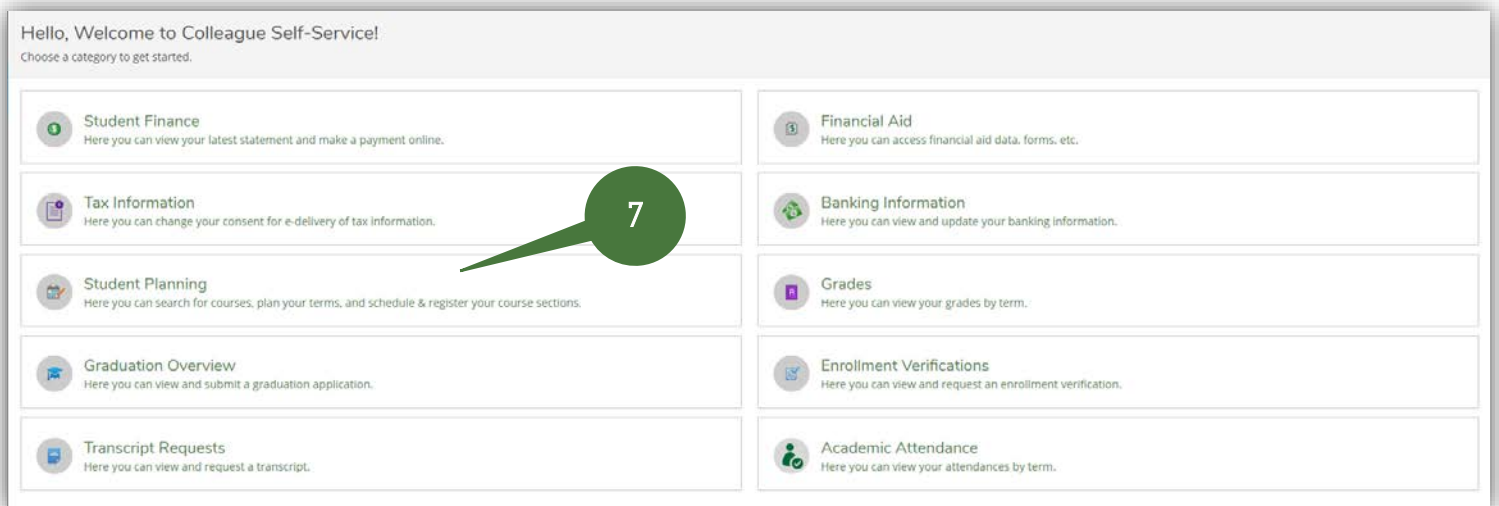 Hello, Welcome to Colleague Self-Service!
Choose a category to get started.
Student Finance
Here you can view your latest statement and make a payment online.
Financial Aid
Here you can access financial aid data, forms, etc.
Tax Information
Here you can change your consent for e-delivery of tax information.
7
Banking Information
Here you can view and update your banking information.
Student Planning
Here you can search for courses, plan your terms, and schedule & register your course sections.
Grades
Here you can view your grades by term.
Graduation Overview
Here you can view and submit a graduation application.
Enrollment Verifications
Here you can view and request an enrollment verification.
Transcript Requests
Here you can view and request a transcript.
Academic Attendance
Here you can view your attendances by term.